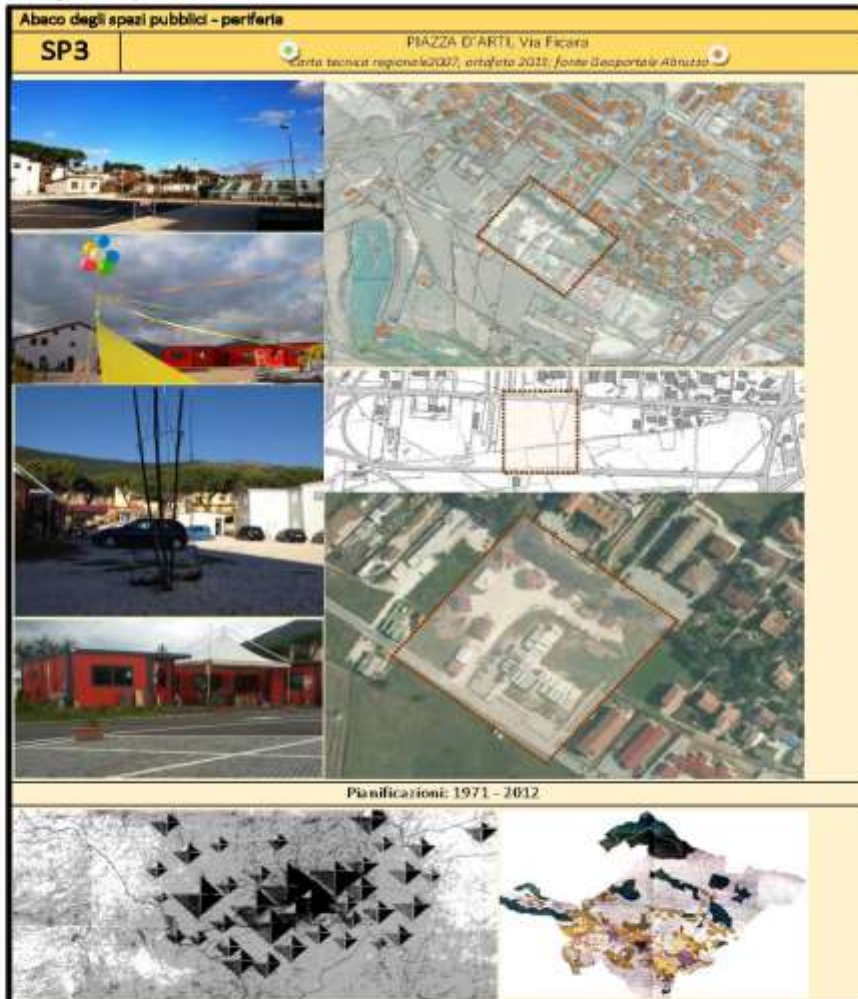 Abaco degli spazi pubblici - periferia
SP3
PIAZZA D'ARTI, Via Ficara
Carta tecnica regionale2007; ortofoto 2013; fonte Geoportale Abruzzo
Pianificazioni: 1971 - 2012